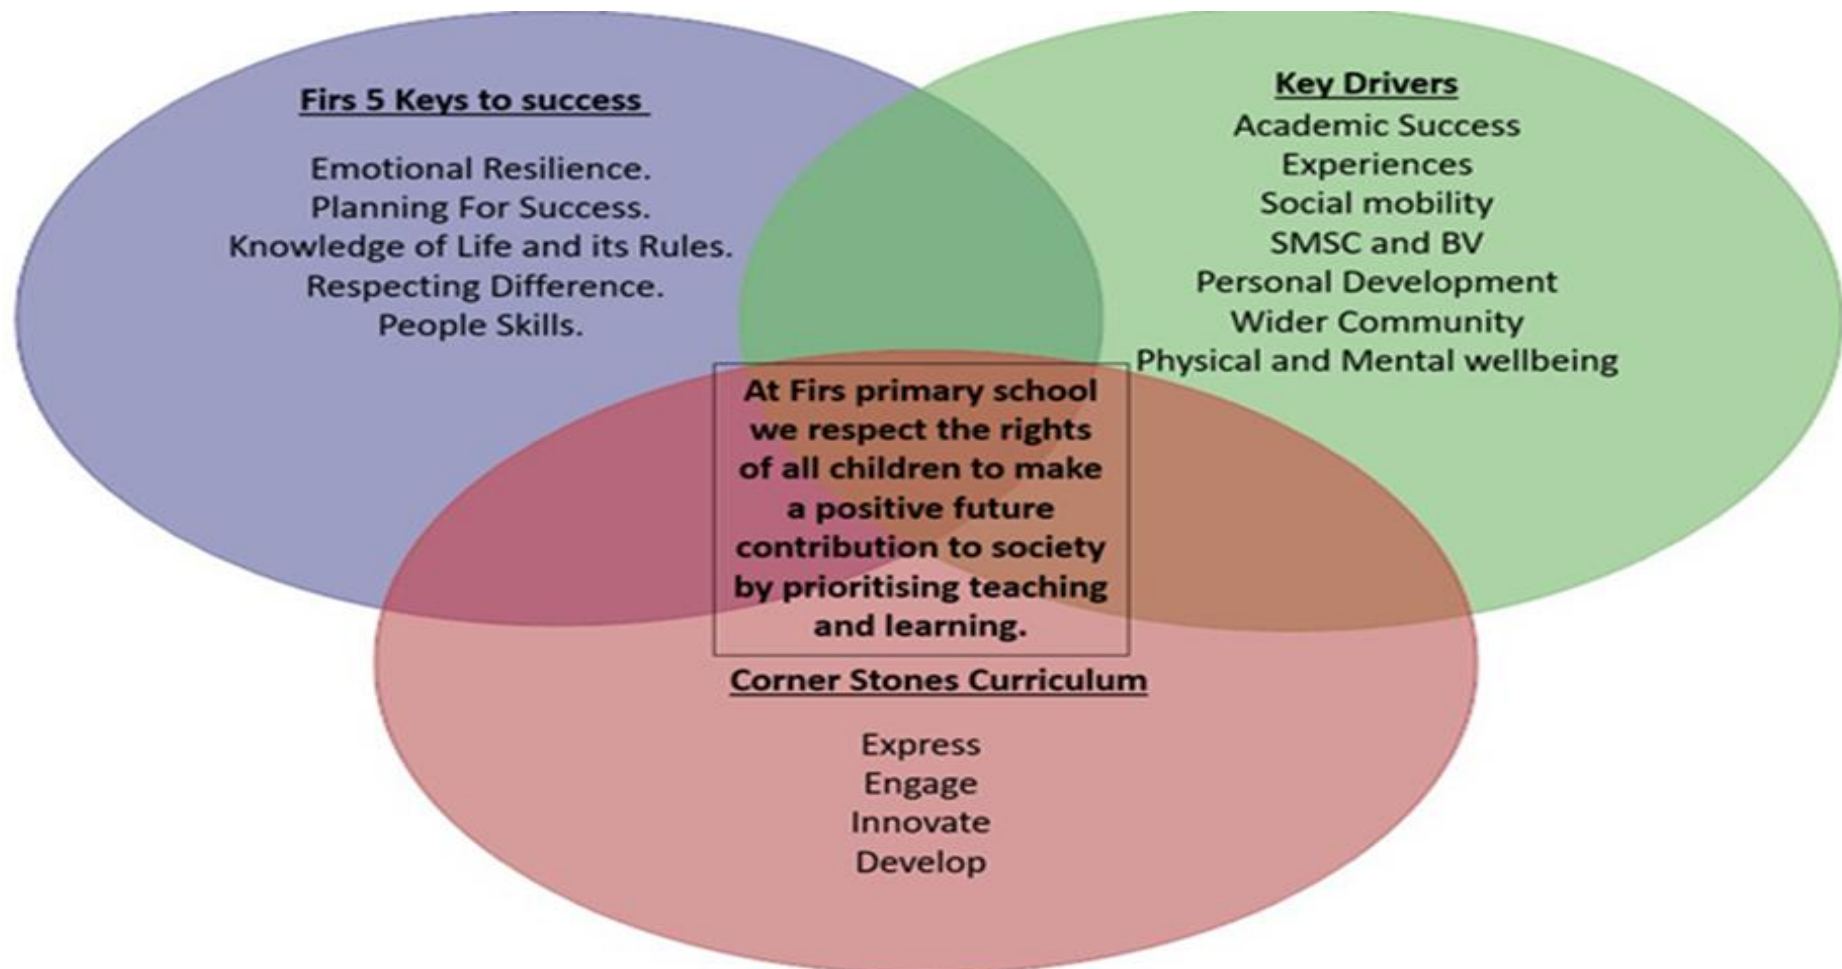 Firs 5 Keys to success
Emotional Resilience.
Planning For Success.
Knowledge of Life and its Rules.
Respecting Difference.
People Skills.
Key Drivers
Academic Success
Experiences
Social mobility
SMSC and BV
Personal Development
Wider Community
Physical and Mental wellbeing
At Firs primary school
we respect the rights
of all children to make
a positive future
contribution to society
by prioritising teaching
and learning.
Corner Stones Curriculum
Express
Engage
Innovate
Develop